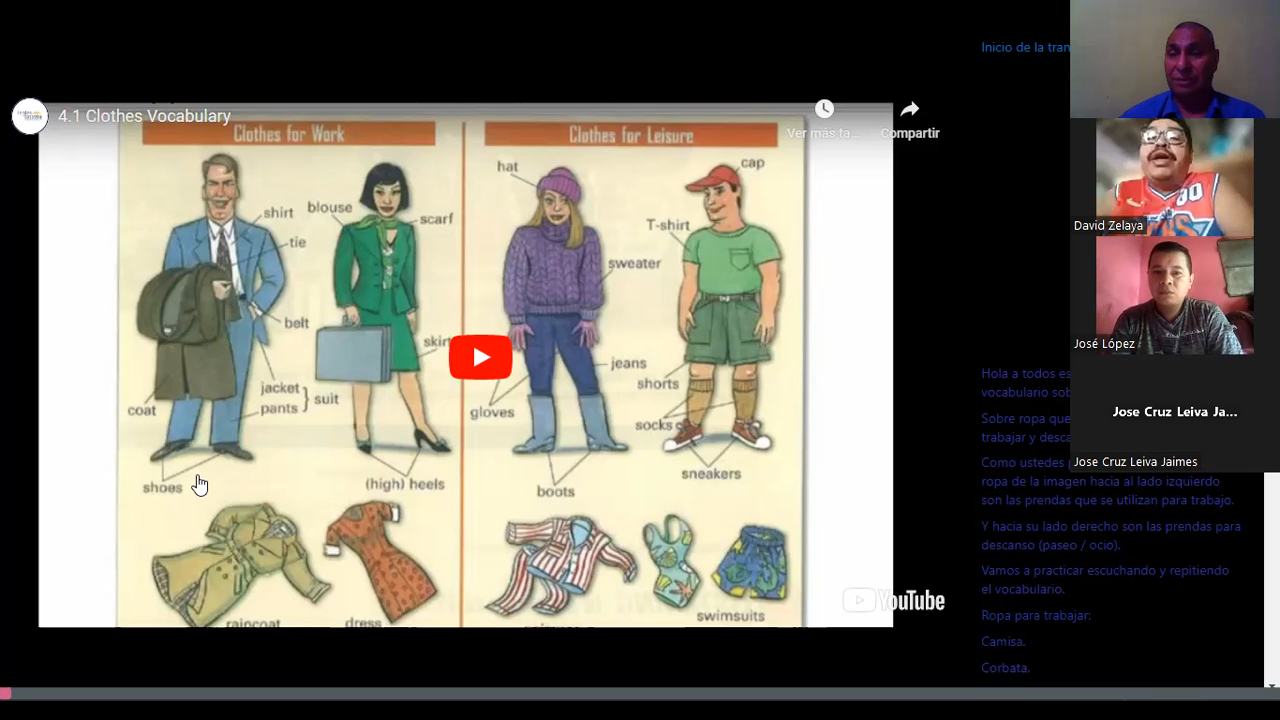 4.1 Clothes Vocabulary
Ver más ta...
Compartir
Clothes for Work
Clothes for Leisure
shirt
blouse
scarf
tie
belt
skirt
jacket
pants
suit
coat
shoes
(high) heels
raincoat
dress
hat
cap
T-shirt
sweater
jeans
shorts
gloves
socks
sneakers
boots
swimsuits
YouTube
Inicio de la tran
Hola a todos es
vocabulario sob
Sobre ropa que
trabajar y desca
Como ustedes
ropa de la imagen hacia al lado izquierdo
son las prendas que se utilizan para trabajo.
Y hacia su lado derecho son las prendas para
descanso (paseo / ocio).
Vamos a practicar escuchando y repitiendo
el vocabulario.
Ropa para trabajar:
Camisa.
Corbata.
80
David Zelaya
José López
Jose Cruz Leiva Ja...
Jose Cruz Leiva Jaimes